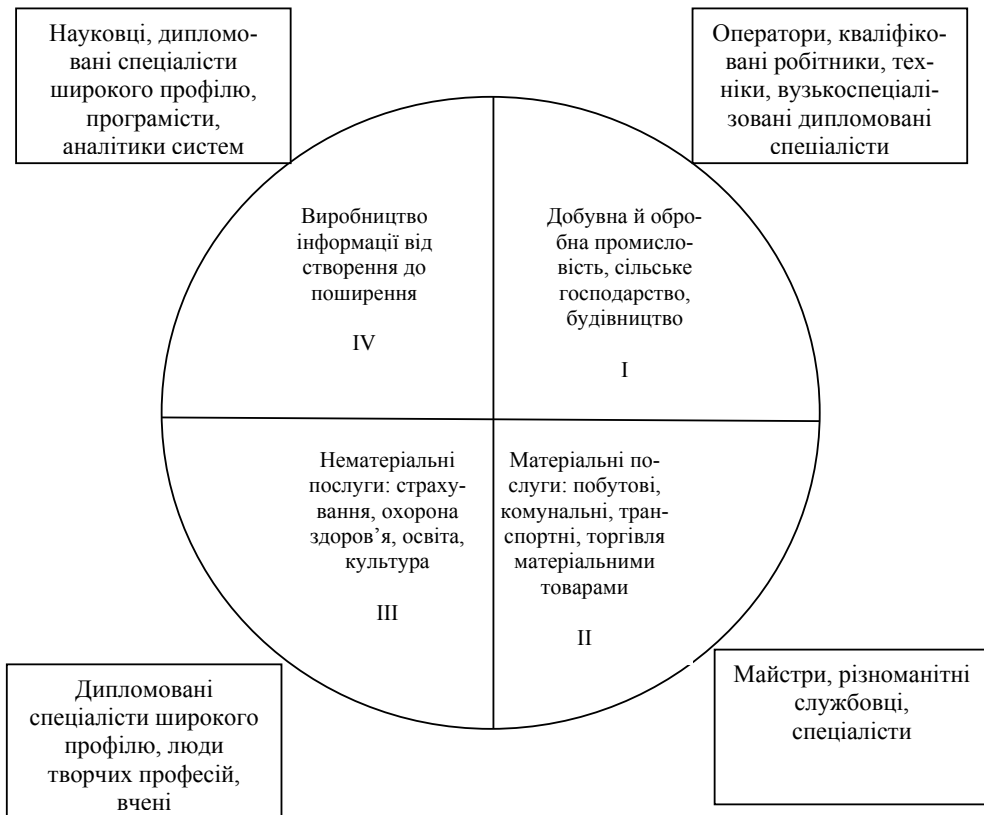 Науковці, дипломо-
вані спеціалісти
широкого профілю,
програмісти,
аналітики систем
Оператори, кваліфіко-
вані робітники, тех-
ніки, вузькоспеціалі-
зовані дипломовані
спеціалісти
Виробництво
інформації від
створення до
поширення
IV
Добувна й обро-
бна промисло-
вість, сільське
господарство,
будівництво
I
Нематеріальні
послуги: страху-
вання, охорона
здоров’я, освіта,
культура
III
Матеріальні по-
слуги: побутові,
комунальні, тран-
спортні, торгівля
матеріальними
товарами
II
Дипломовані
спеціалісти широкого
профілю, люди
творчих професій,
вчені
Майстри, різноманітні
службовці,
спеціалісти